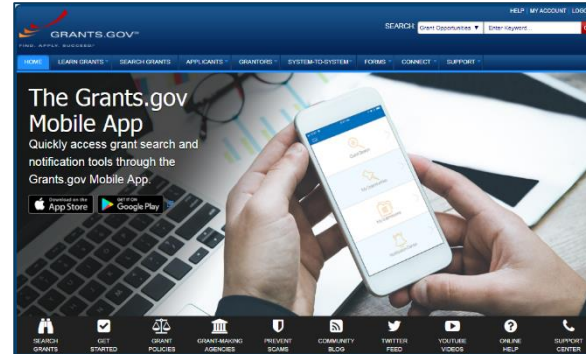 HELP | MY ACCOUNT
GRANTS.GOV℠
SEARCH: Grant Opportunities ▼ Enter Keyword...
FIND. APPLY. SUCCEED.℠
HOME LEARN GRANTS SEARCH GRANTS APPLICANTS GRANTORS SYSTEM-TO-SYSTEM FORMS CONNECT SUPPORT
The Grants.gov
Mobile App
Quickly access grant search and
notification tools through the
Grants.gov Mobile App.
Download on the
App Store
GET IT ON
Google Play
SEARCH
GRANTS
GET
STARTED
GRANT
POLICIES
GRANT-MAKING
AGENCIES
PREVENT
SCAMS
COMMUNITY
BLOG
TWITTER
FEED
YOUTUBE
VIDEOS
ONLINE
HELP
SUPPORT
CENTER